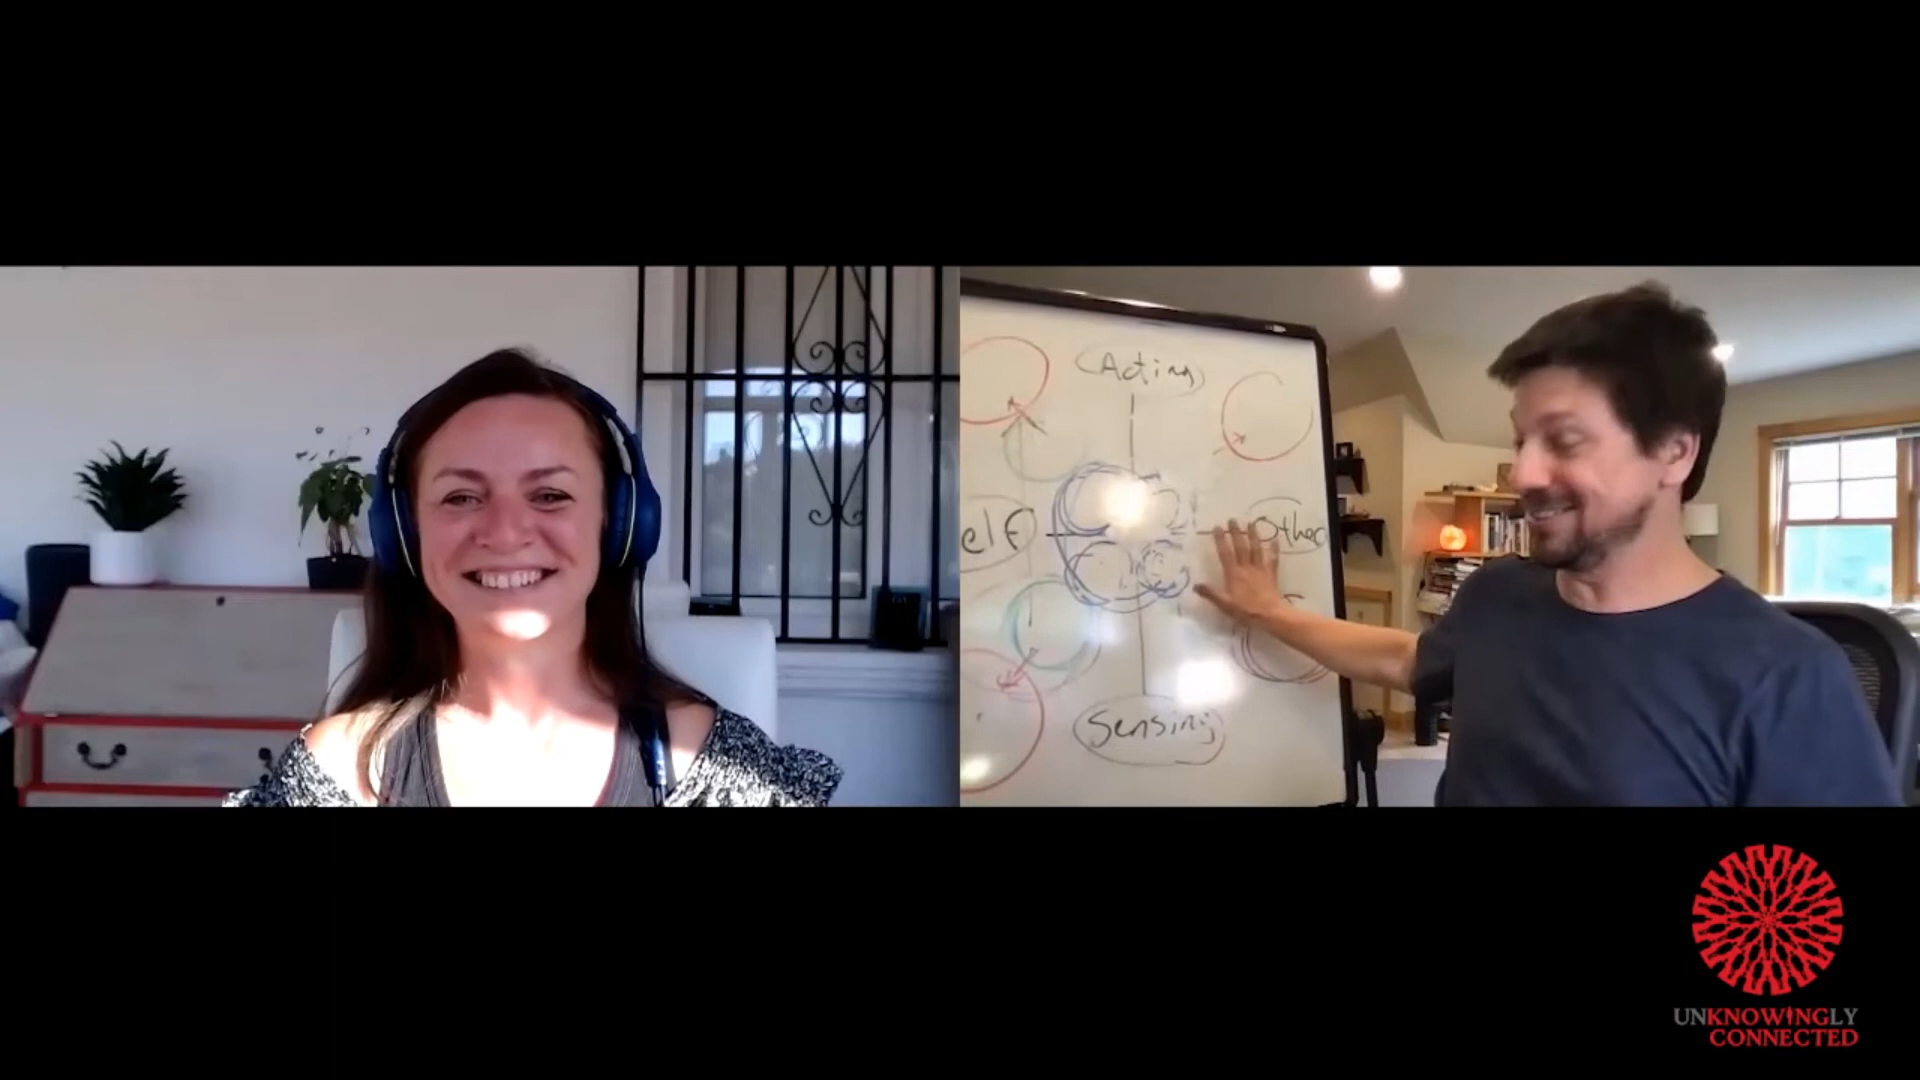 Acting
elf
Other
Sensing
UNKNOWINGLY
CONNECTED